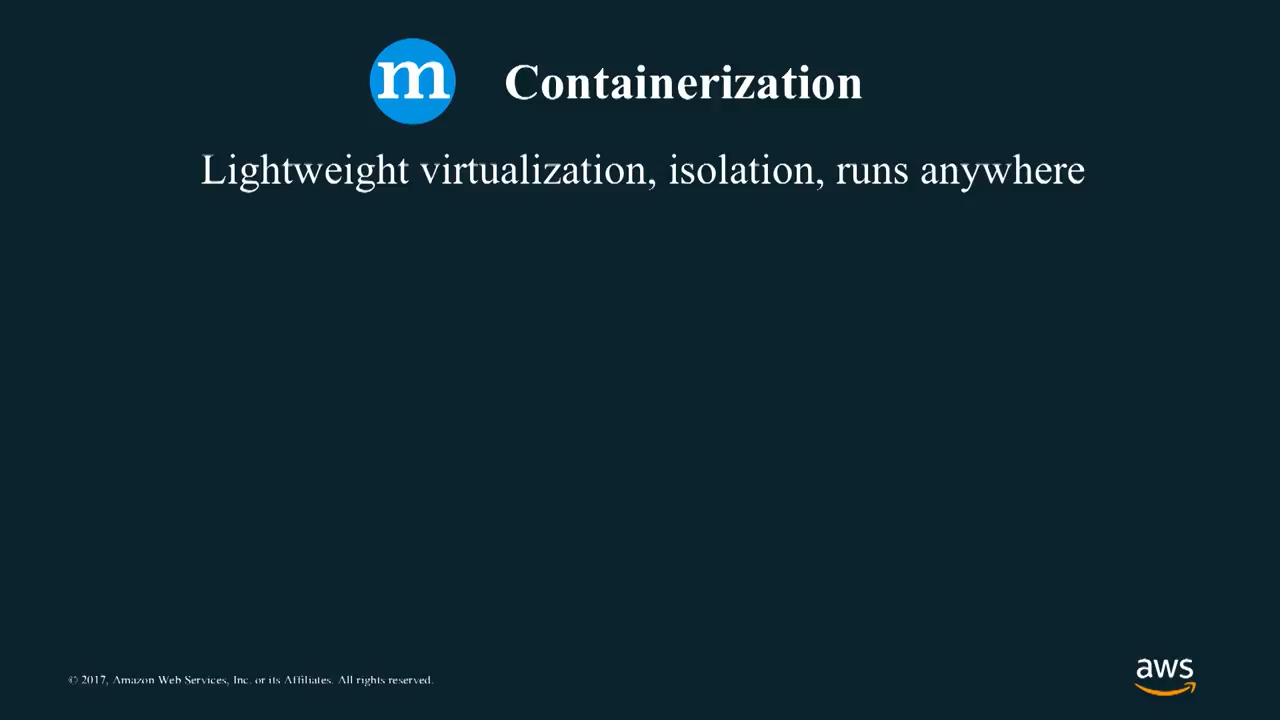 m Containerization
Lightweight virtualization, isolation, runs anywhere
© 2017, Amazon Web Services, Inc. or its Affiliates. All rights reserved.
aws